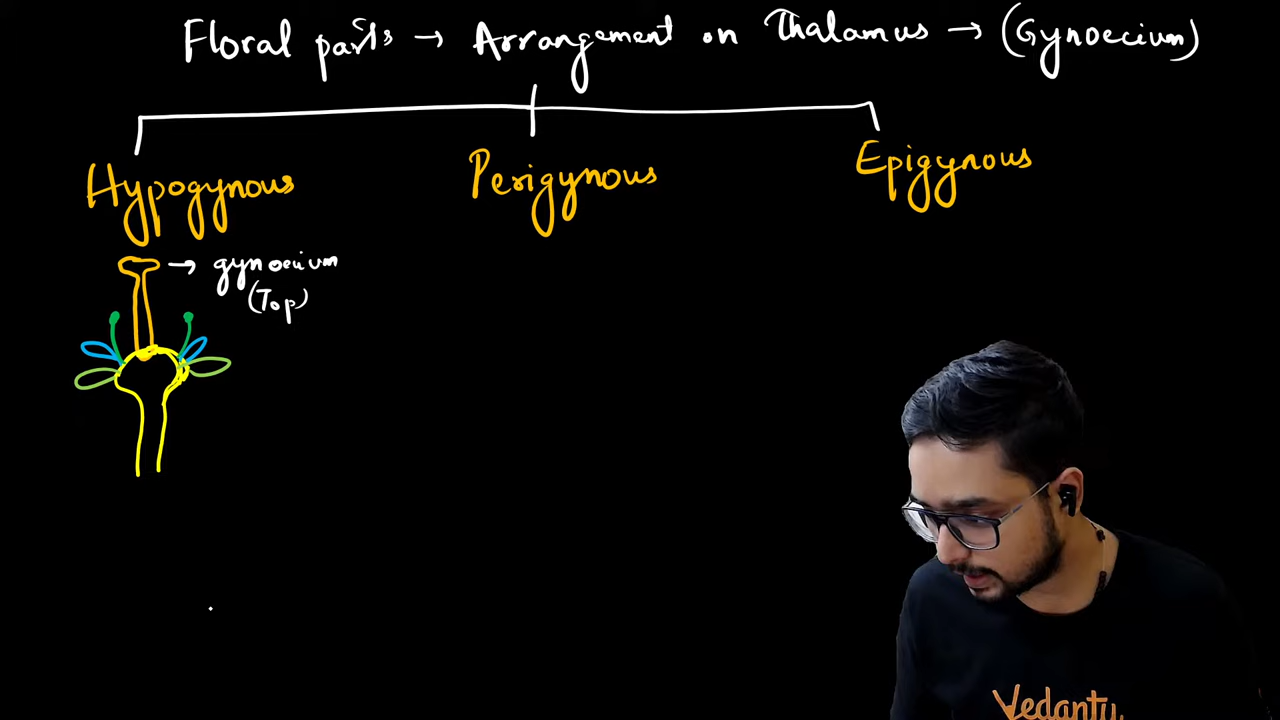 Floral parts → Arrangement on Thalamus → (Gynoecium)
Hypogynous
Perigynous
Epigynous
→ gynoecium
(Top)
Vedantu